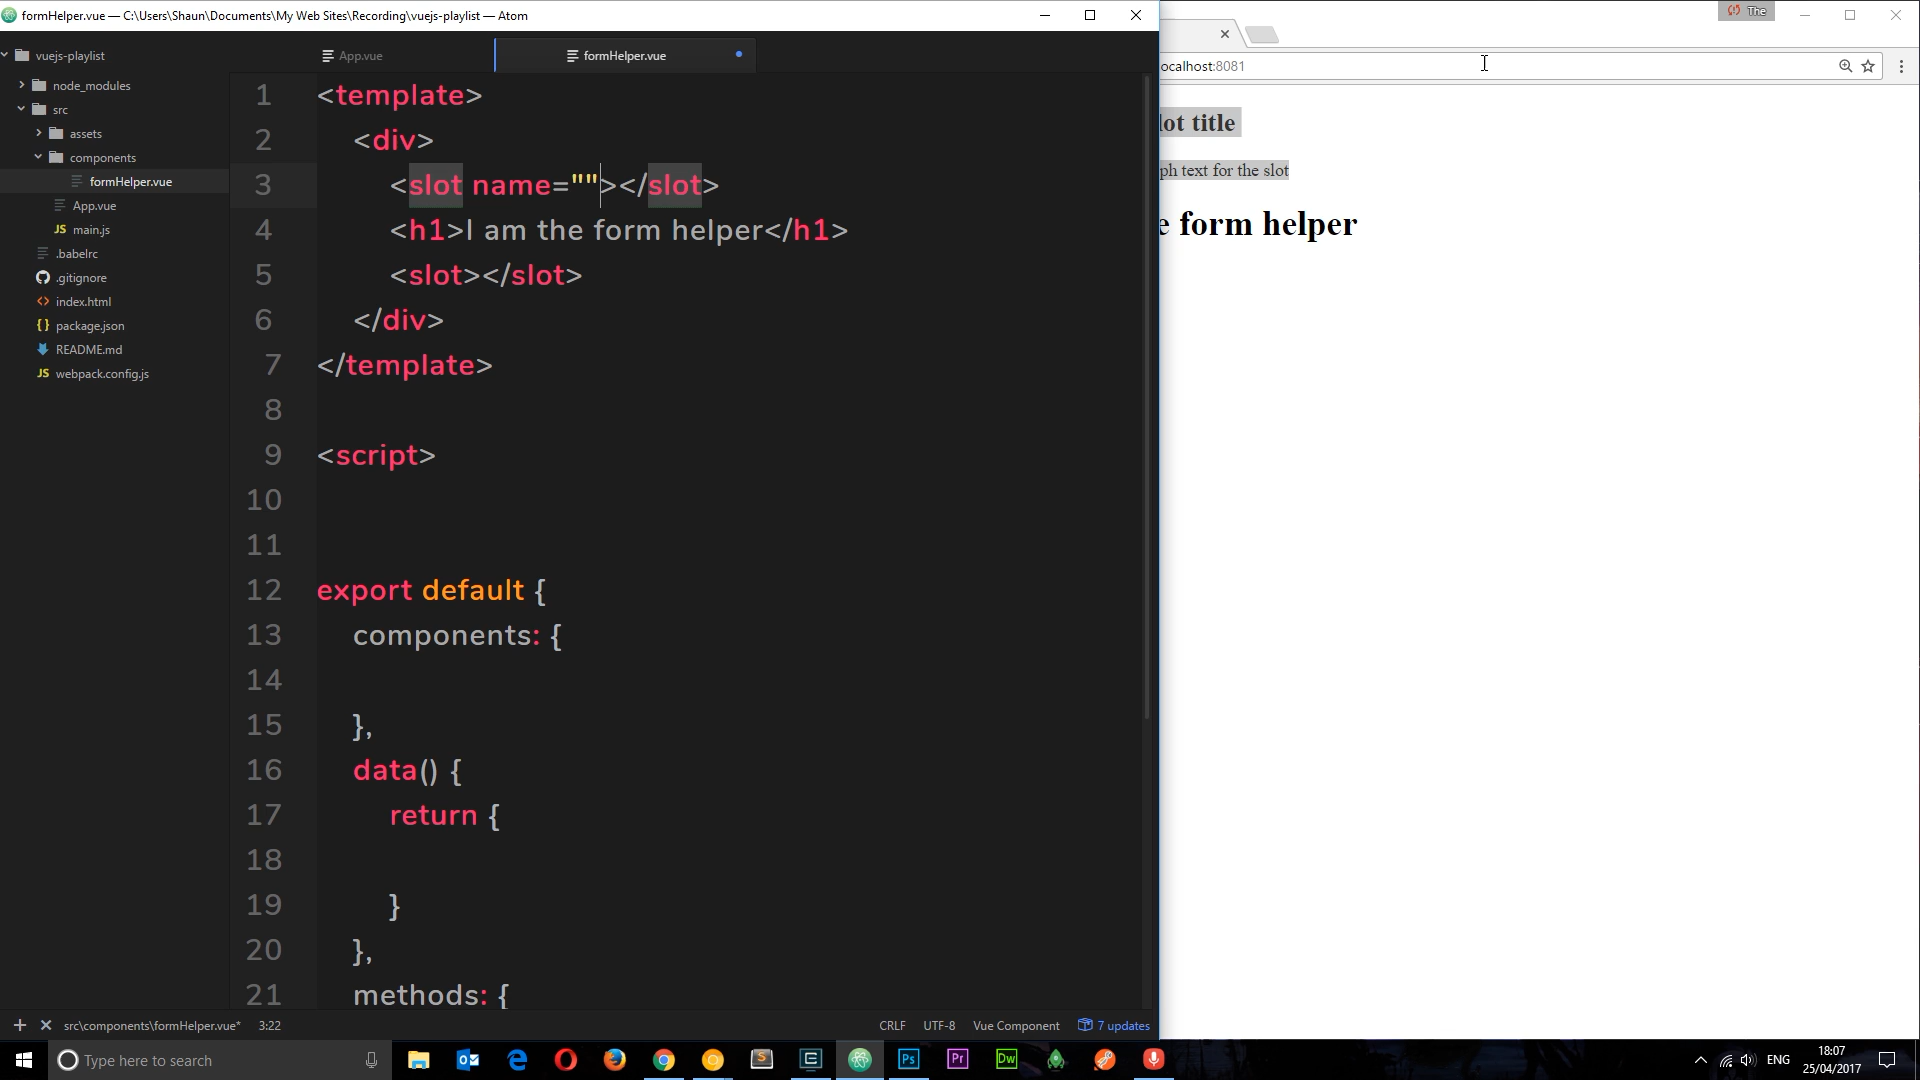 formHelper.vue — C:\Users\Shaun\Documents\My Web Sites\Recording\vuejs-playlist — Atom
The
vuejs-playlist
node_modules
src
assets
components
formHelper.vue
App.vue
JS main.js
.babelrc
.gitignore
<> index.html
{} package.json
README.md
JS webpack.config.js
App.vue
formHelper.vue
1 <template>
2 <div>
3 <slot name=""></slot>
4 <h1>I am the form helper</h1>
5 <slot></slot>
6 </div>
7 </template>
8
9 <script>
10
11
12 export default {
13 components: {
14
15 },
16 data() {
17 return {
18
19 }
20 },
21 methods: {
src\components\formHelper.vue* 3:22
CRLF UTF-8 Vue Component 7 updates
ocalhost:8081
lot title
ph text for the slot
e form helper
Type here to search
Ps
Pr
Dw
ENG
18:07
25/04/2017